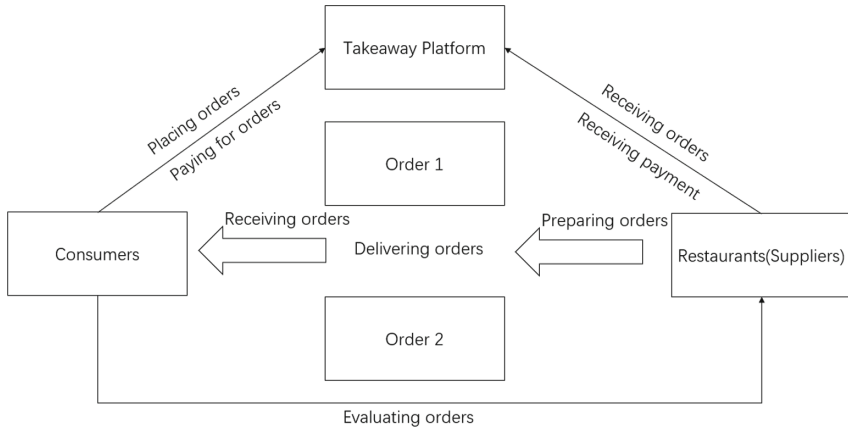 Takeaway Platform
Placing orders
Paying for orders
Receiving orders
Receiving payment
Order 1
Receiving orders
Preparing orders
Consumers
Delivering orders
Restaurants(Suppliers)
Order 2
Evaluating orders